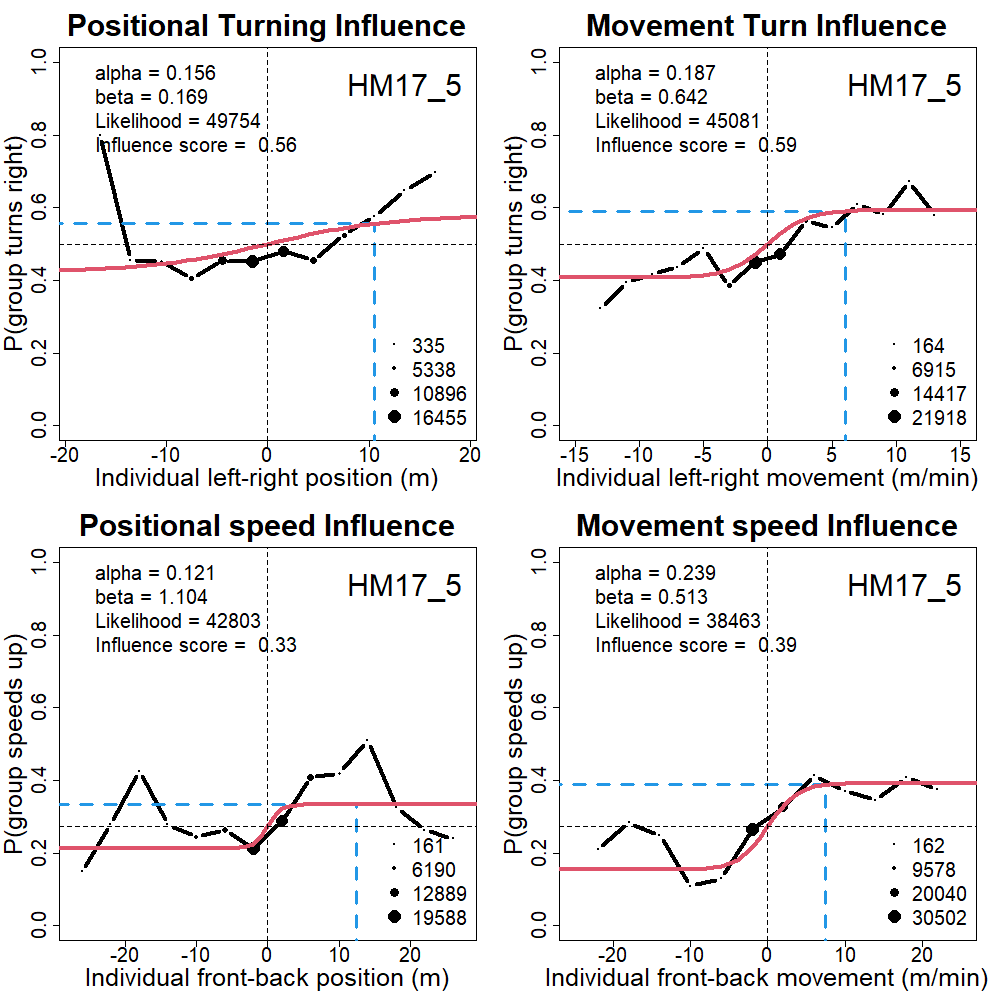 Positional Turning Influence
alpha = 0.156
beta = 0.169
Likelihood = 49754
Influence score = 0.56
HM17_5
P(group turns right)
1.0
0.8
0.6
0.4
0.2
0.0
335
5338
10896
16455
-20
-10
0
10
20
Individual left-right position (m)
Movement Turn Influence
alpha = 0.187
beta = 0.642
Likelihood = 45081
Influence score = 0.59
HM17_5
P(group turns right)
1.0
0.8
0.6
0.4
0.2
0.0
164
6915
14417
21918
-15
-10
-5
0
5
10
15
Individual left-right movement (m/min)
Positional speed Influence
alpha = 0.121
beta = 1.104
Likelihood = 42803
Influence score = 0.33
HM17_5
P(group speeds up)
1.0
0.8
0.6
0.4
0.2
0.0
161
6190
12889
19588
-20
-10
0
10
20
Individual front-back position (m)
Movement speed Influence
alpha = 0.239
beta = 0.513
Likelihood = 38463
Influence score = 0.39
HM17_5
P(group speeds up)
1.0
0.8
0.6
0.4
0.2
0.0
162
9578
20040
30502
-20
-10
0
10
20
Individual front-back movement (m/min)